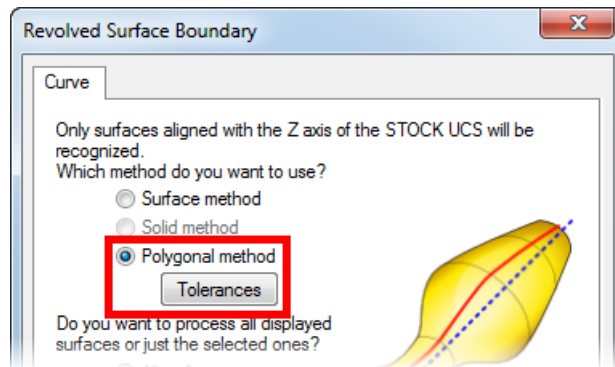 Revolved Surface Boundary
Curve
Only surfaces aligned with the Z axis of the STOCK UCS will be
recognized.
Which method do you want to use?
Surface method
Solid method
Polygonal method
Tolerances
Do you want to process all displayed
surfaces or just the selected ones?